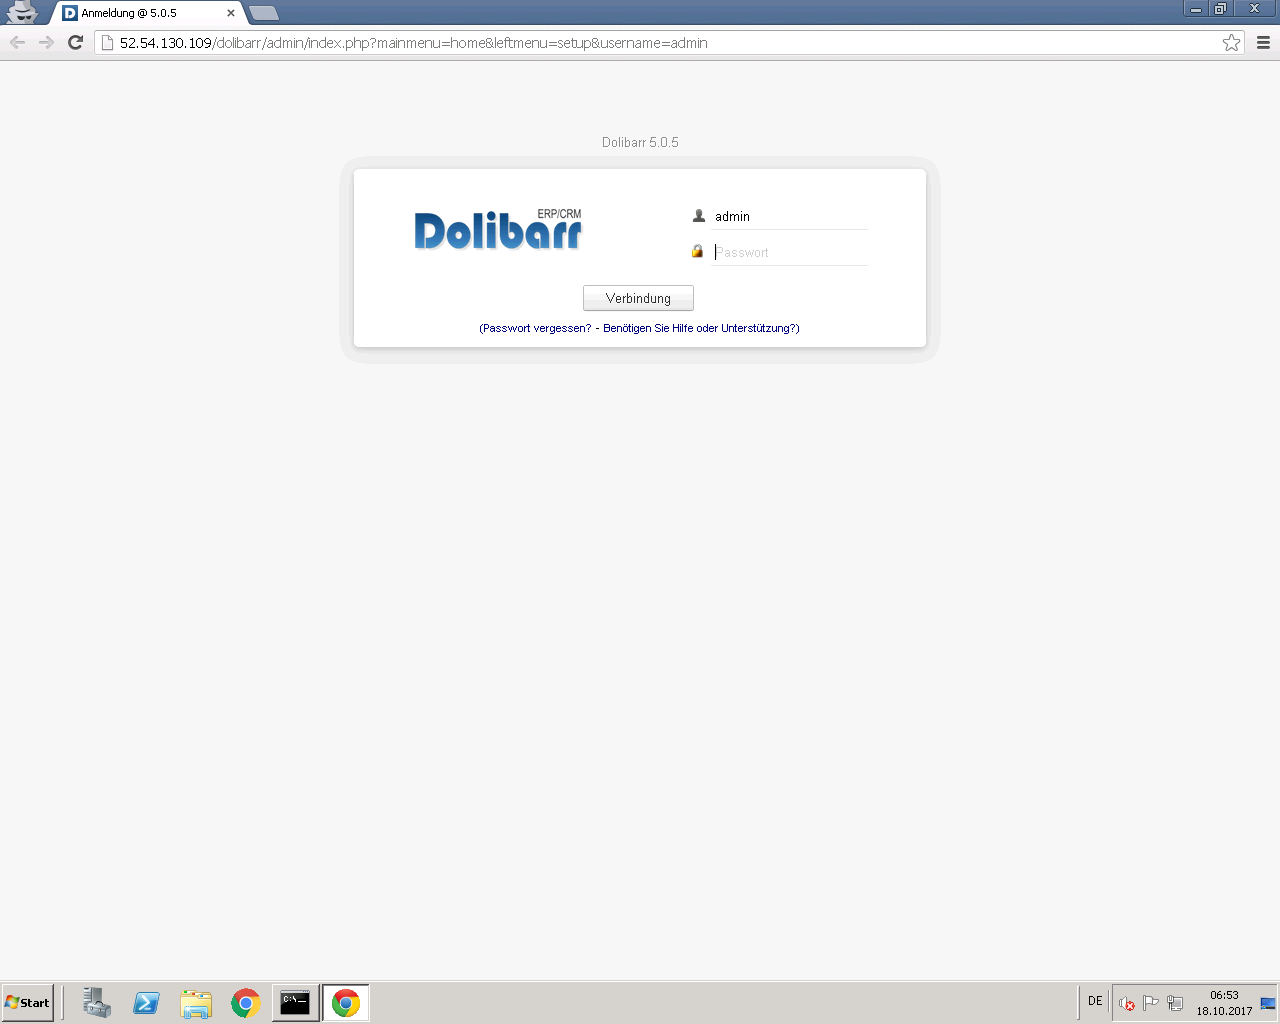 Anmeldung @ 5.0.5
52.54.130.109/dolibarr/admin/index.php?mainmenu=home&leftmenu=setup&username=admin
Dolibarr 5.0.5
ERP/CRM
Dolibarr
admin
Passwort
Verbindung
(Passwort vergessen? - Benötigen Sie Hilfe oder Unterstützung?)
Start
C:\_
DE
06:53
18.10.2017